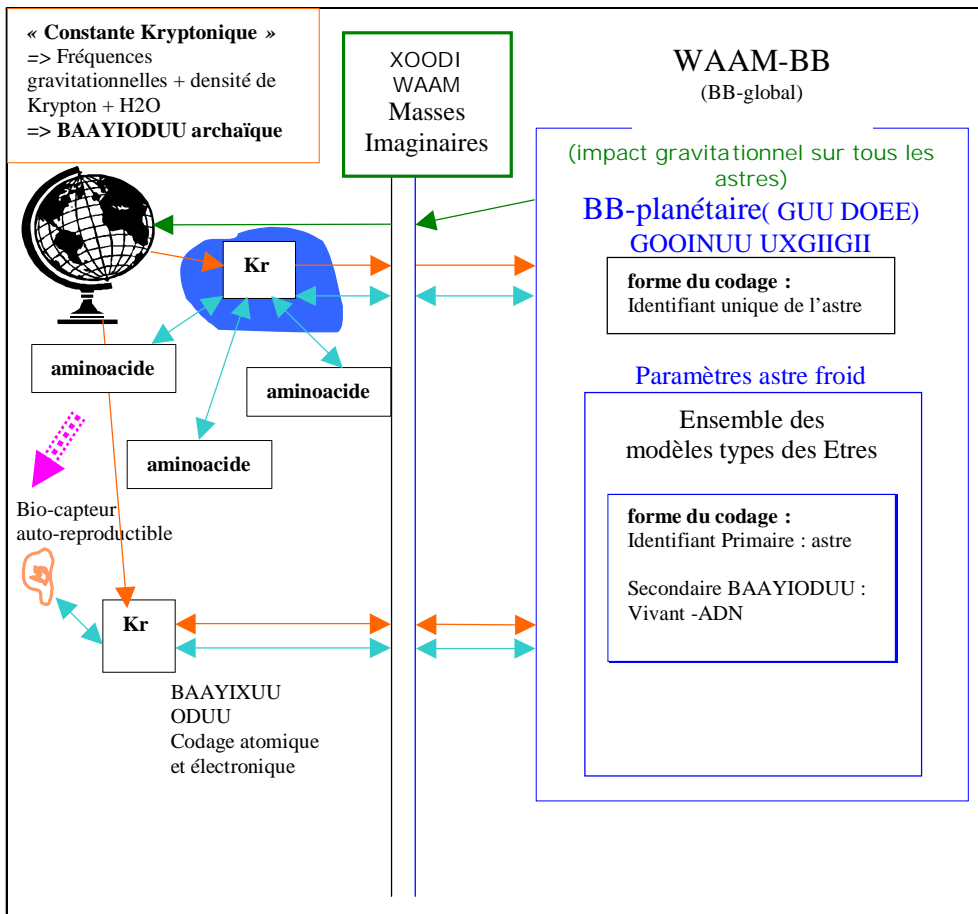 « Constante Kryptonique »
=> Fréquences
gravitationnelles + densité de
Krypton + H2O
=> BAAYIODUU archaïque
XOODI
WAAM
Masses
Imaginaires
WAAM-BB
(BB-global)
(impact gravitationnel sur tous les
astres)
BB-planétaire( GUU DOEE)
GOOINUU UXGIIGII
forme du codage :
Identifiant unique de l'astre
Kr
aminoacide
aminoacide
aminoacide
Paramètres astre froid
Ensemble des
modèles types des Etres
forme du codage :
Identifiant Primaire : astre
Secondaire BAAYIODUU :
Vivant -ADN
Bio-capteur
auto-reproductible
Kr
BAAYIXUU
ODUU
Codage atomique
et électronique